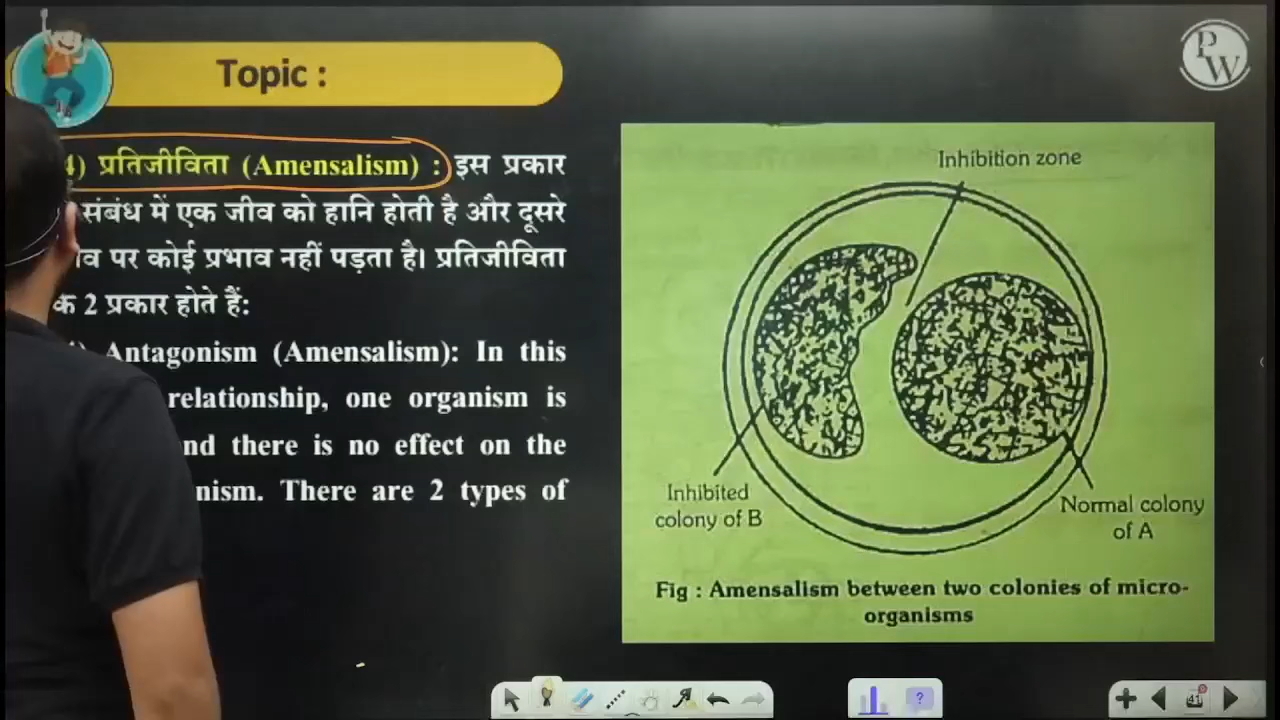 Topic :
PW
4) प्रतिजीविता (Amensalism) : इस प्रकार
संबंध में एक जीव को हानि होती है और दूसरे
पर कोई प्रभाव नहीं पड़ता है। प्रतिजीविता
के 2 प्रकार होते हैं:
Antagonism (Amensalism): In this
relationship, one organism is
there is no effect on the
There are 2 types of
Inhibition zone
Inhibited
colony of B
Normal colony
of A
Fig : Amensalism between two colonies of micro-
organisms
41